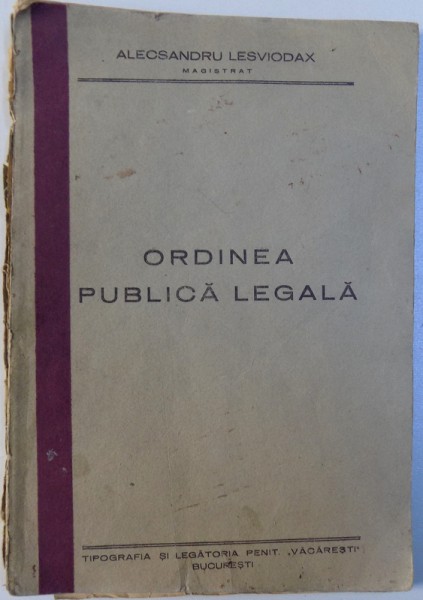 ALECSANDRU LESVIODAX
MAGISTRAT
ORDINEA
PUBLICĂ LEGALĂ
TIPOGRAFIA ȘI LEGĂTORIA PENIT. „VĂCĂREȘTI”
BUCUREȘTI